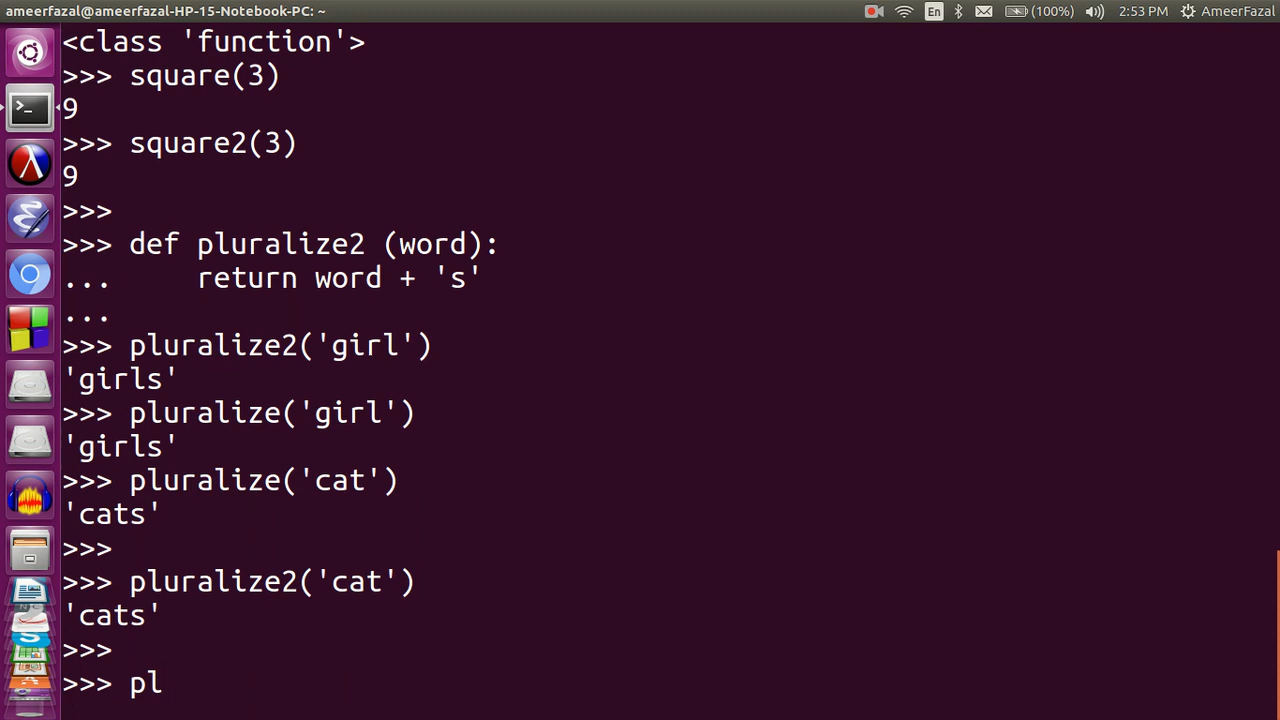 ameerfazal@ameerfazal-HP-15-Notebook-PC: ~ En (100%) 2:53 PM AmeerFazal
<class 'function'>
>>> square(3)
9
>>> square2(3)
9
>>>
>>> def pluralize2 (word):
...     return word + 's'
...
>>> pluralize2('girl')
'girls'
>>> pluralize('girl')
'girls'
>>> pluralize('cat')
'cats'
>>>
>>> pluralize2('cat')
'cats'
>>>
>>> pl